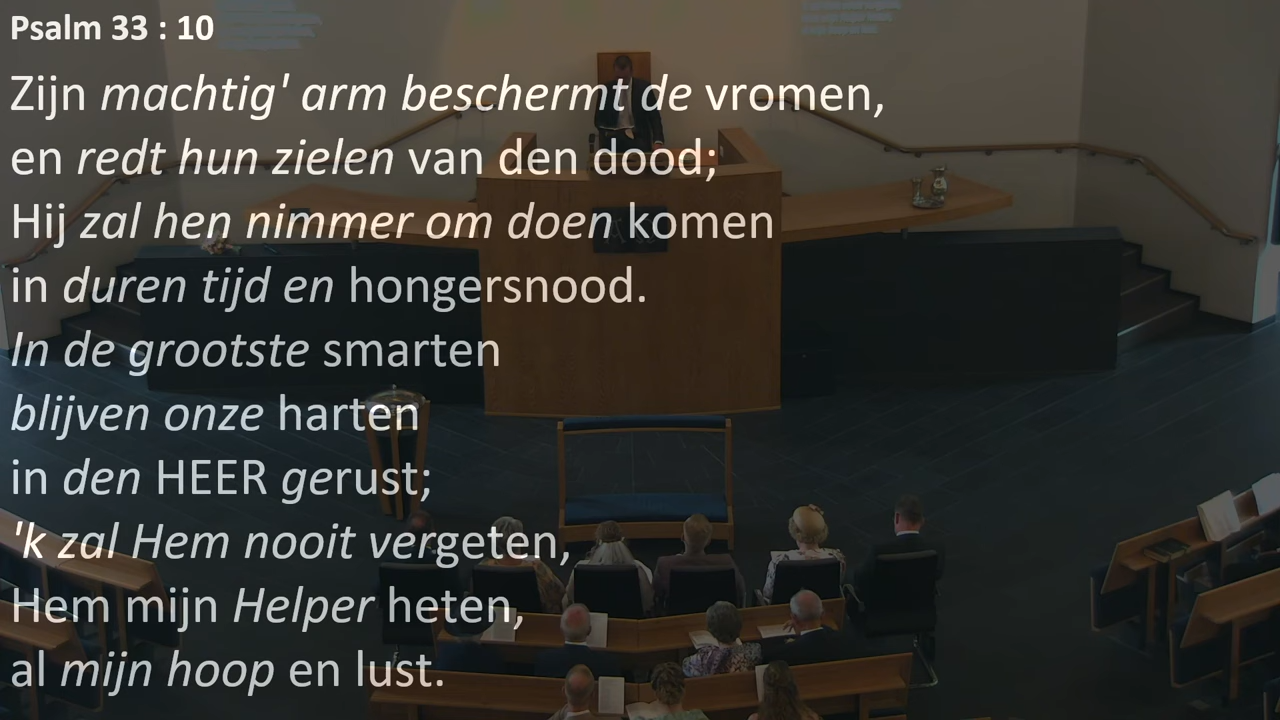 Psalm 33 : 10
Zijn machtig' arm beschermt de vromen,
en redt hun zielen van den dood;
Hij zal hen nimmer om doen komen
in duren tijd en hongersnood.
In de grootste smarten
blijven onze harten
in den HEER gerust;
'k zal Hem nooit vergeten,
Hem mijn Helper heten,
al mijn hoop en lust.